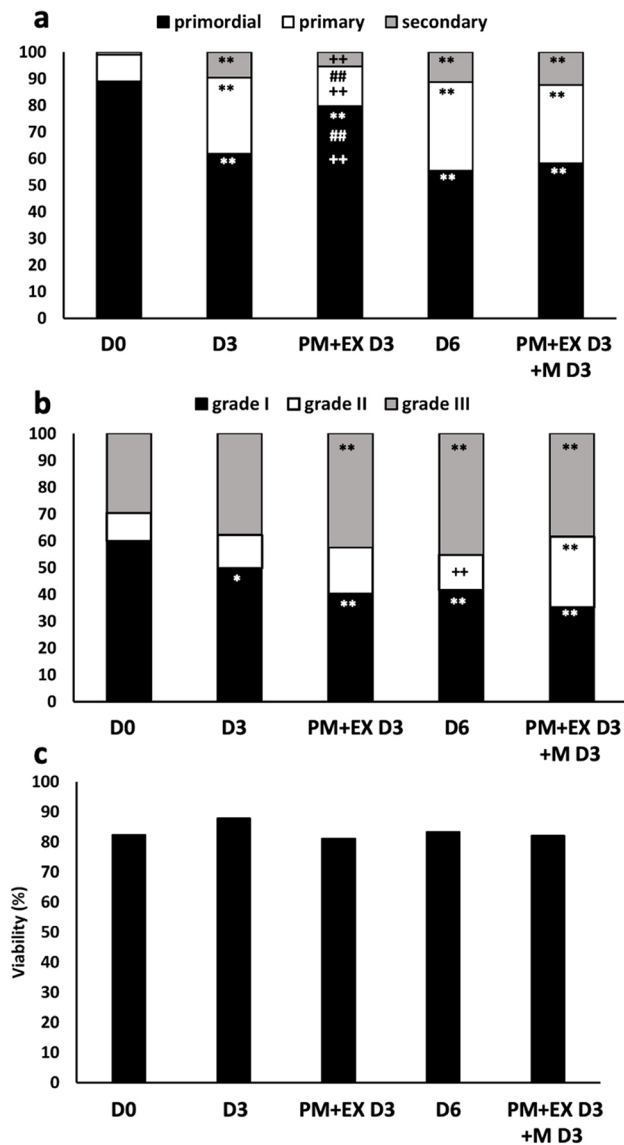 a
primordial primary secondary
100
90
80
70
60
50
40
30
20
10
0
** ++ ** **
** ## ** **
++
** ** ** **
##
++
D0 D3 PM+EX D3 D6 PM+EX D3
+M D3
b
grade I grade II grade III
100
90
80
70
60
50
40
30
20
10
0
** ** **
++ **
* ** ** **
D0 D3 PM+EX D3 D6 PM+EX D3
+M D3
c
Viability (%)
100
90
80
70
60
50
40
30
20
10
0
D0 D3 PM+EX D3 D6 PM+EX D3
+M D3